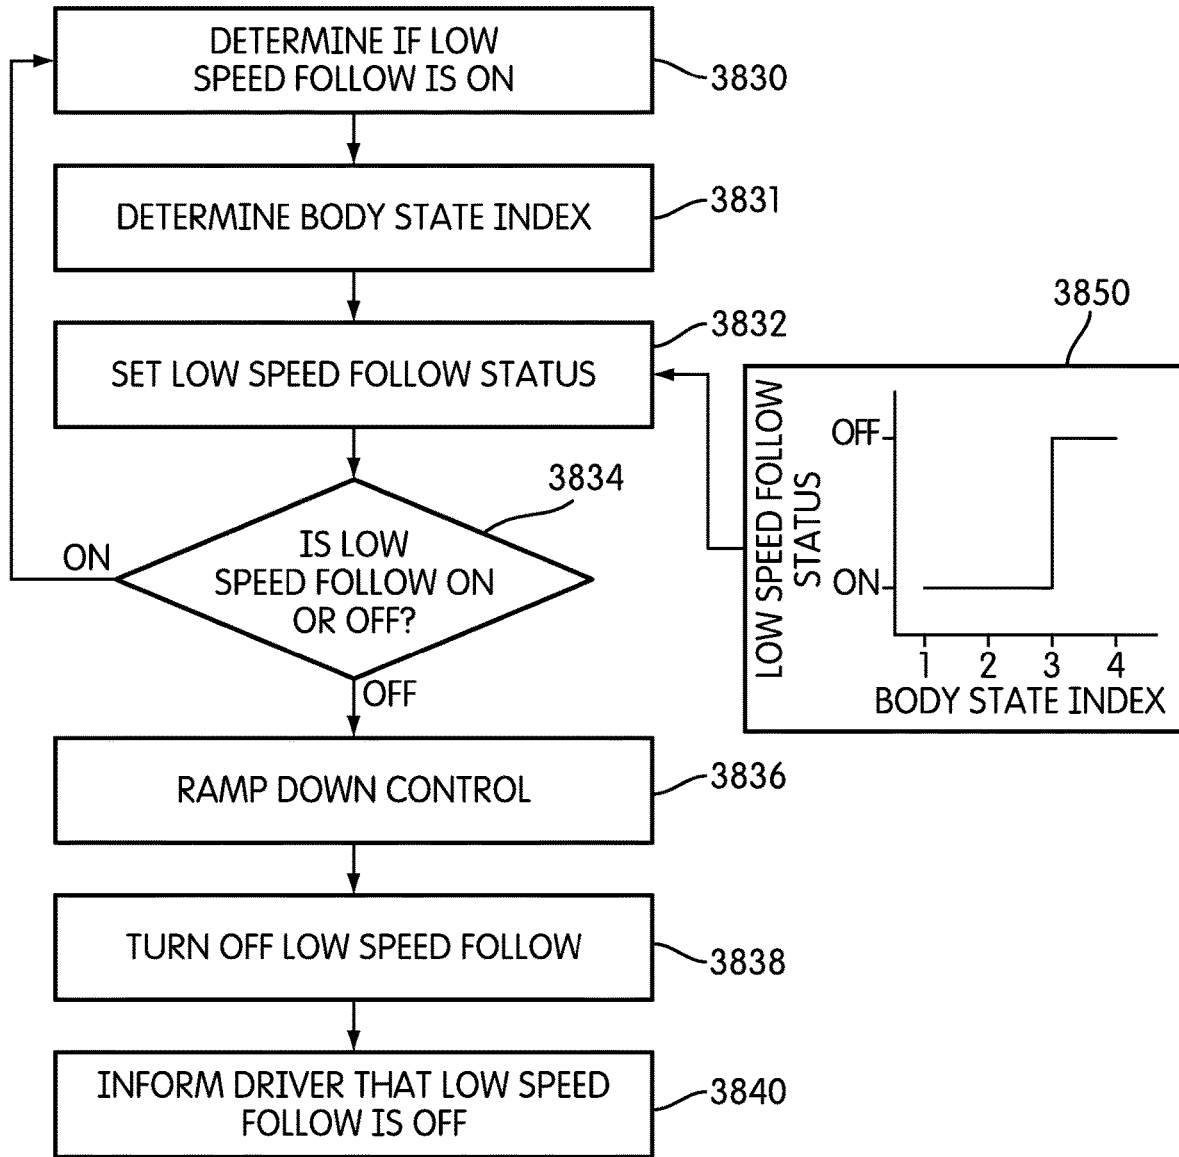 DETERMINE IF LOW
SPEED FOLLOW IS ON
3830
DETERMINE BODY STATE INDEX
3831
SET LOW SPEED FOLLOW STATUS
3832
3850
LOW SPEED FOLLOW
STATUS
OFF
ON
1 2 3 4
BODY STATE INDEX
3834
IS LOW
SPEED FOLLOW ON
OR OFF?
ON
OFF
RAMP DOWN CONTROL
3836
TURN OFF LOW SPEED FOLLOW
3838
INFORM DRIVER THAT LOW SPEED
FOLLOW IS OFF
3840